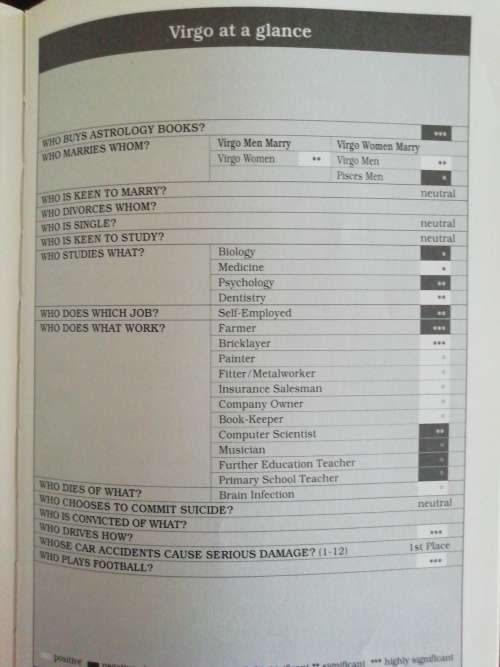 Virgo at a glance
WHO BUYS ASTROLOGY BOOKS? ***
WHO MARRIES WHOM? Virgo Men Marry Virgo Women Marry
Virgo Women ** Virgo Men **
Pisces Men *
WHO IS KEEN TO MARRY? neutral
WHO DIVORCES WHOM?
WHO IS SINGLE? neutral
WHO IS KEEN TO STUDY? neutral
WHO STUDIES WHAT? Biology *
Medicine *
Psychology **
Dentistry **
WHO DOES WHICH JOB? Self-Employed **
WHO DOES WHAT WORK? Farmer ***
Bricklayer ***
Painter *
Fitter/Metalworker *
Insurance Salesman *
Company Owner *
Book-Keeper *
Computer Scientist **
Musician *
Further Education Teacher *
Primary School Teacher *
WHO DIES OF WHAT? Brain Infection *
WHO CHOOSES TO COMMIT SUICIDE? neutral
WHO IS CONVICTED OF WHAT?
WHO DRIVES HOW? ***
WHOSE CAR ACCIDENTS CAUSE SERIOUS DAMAGE? (1-12) 1st Place
WHO PLAYS FOOTBALL? ***
positive ** significant *** highly significant